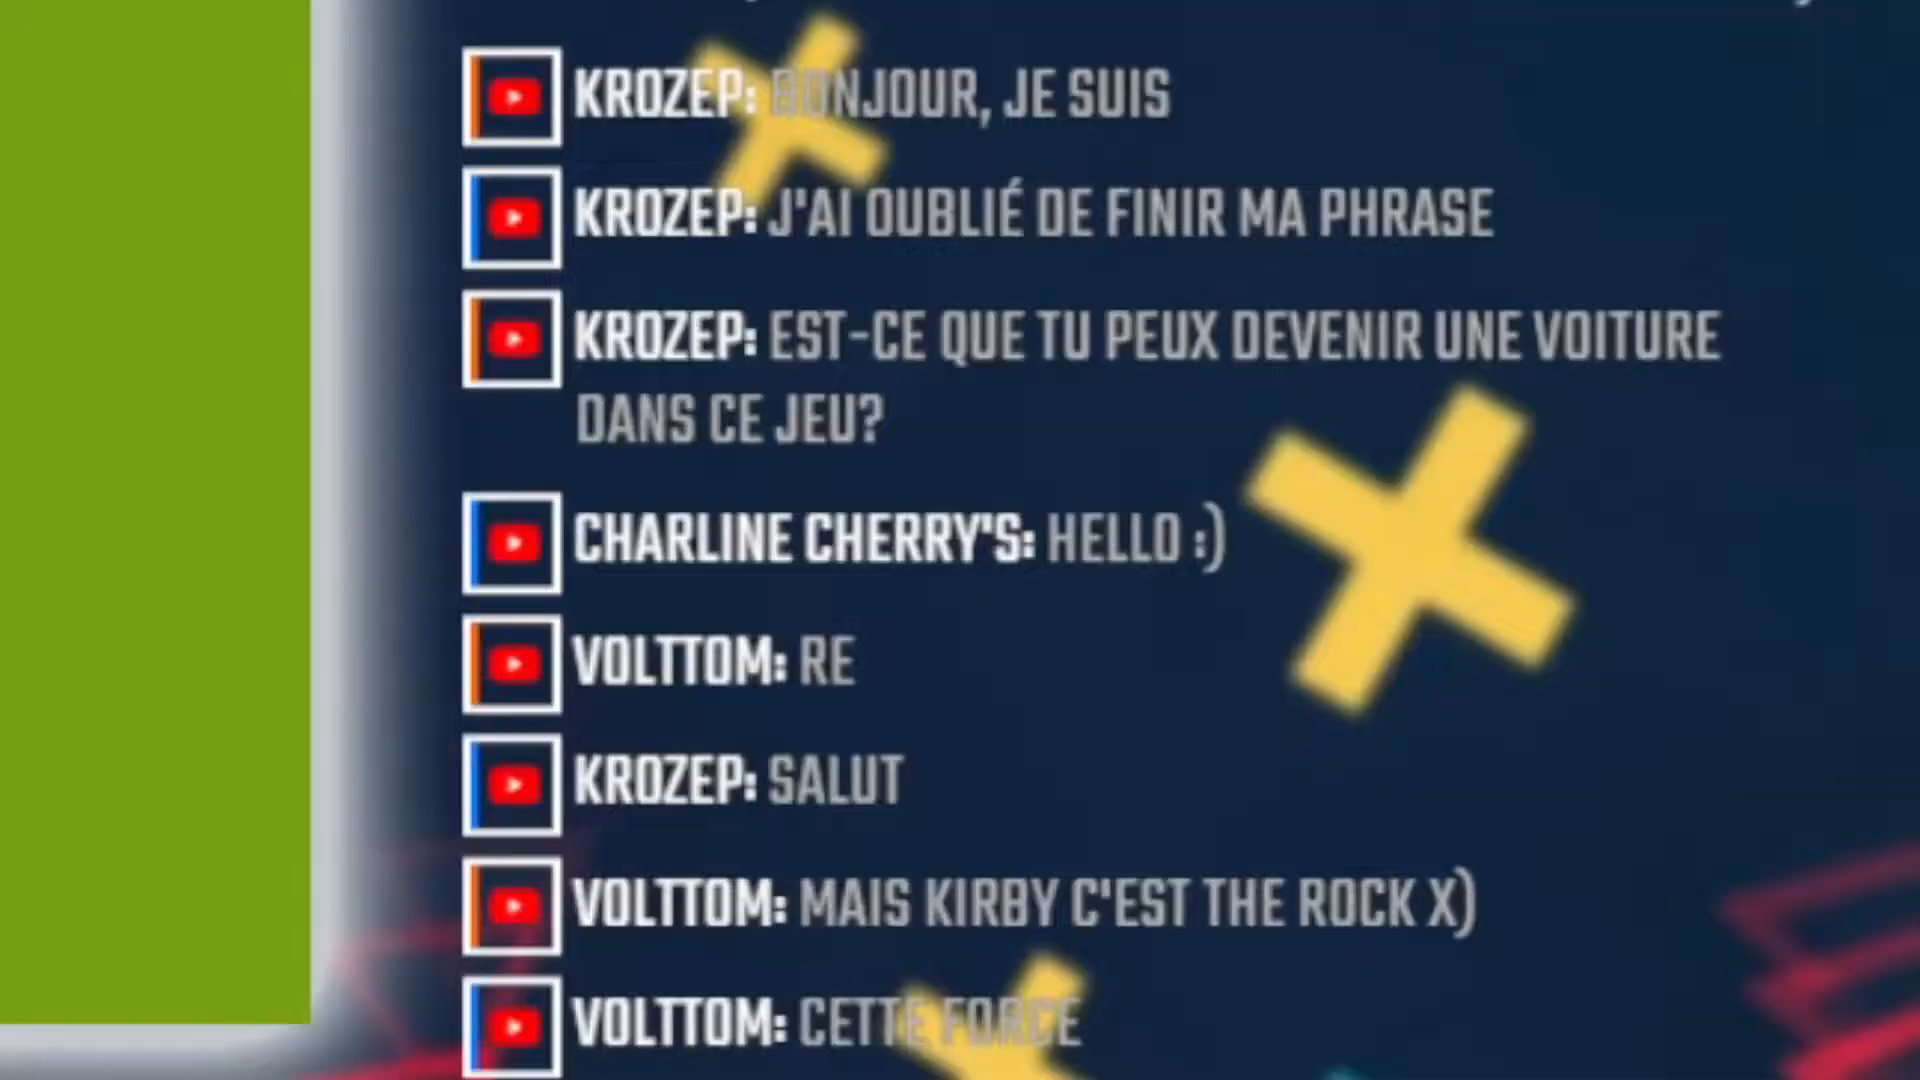 KROZEP: BONJOUR, JE SUIS
KROZEP: J'AI OUBLIÉ DE FINIR MA PHRASE
KROZEP: EST-CE QUE TU PEUX DEVENIR UNE VOITURE
DANS CE JEU?
CHARLINE CHERRY'S: HELLO :)
VOLTTOM: RE
KROZEP: SALUT
VOLTTOM: MAIS KIRBY C'EST THE ROCK X)
VOLTTOM: CETTE FORCE